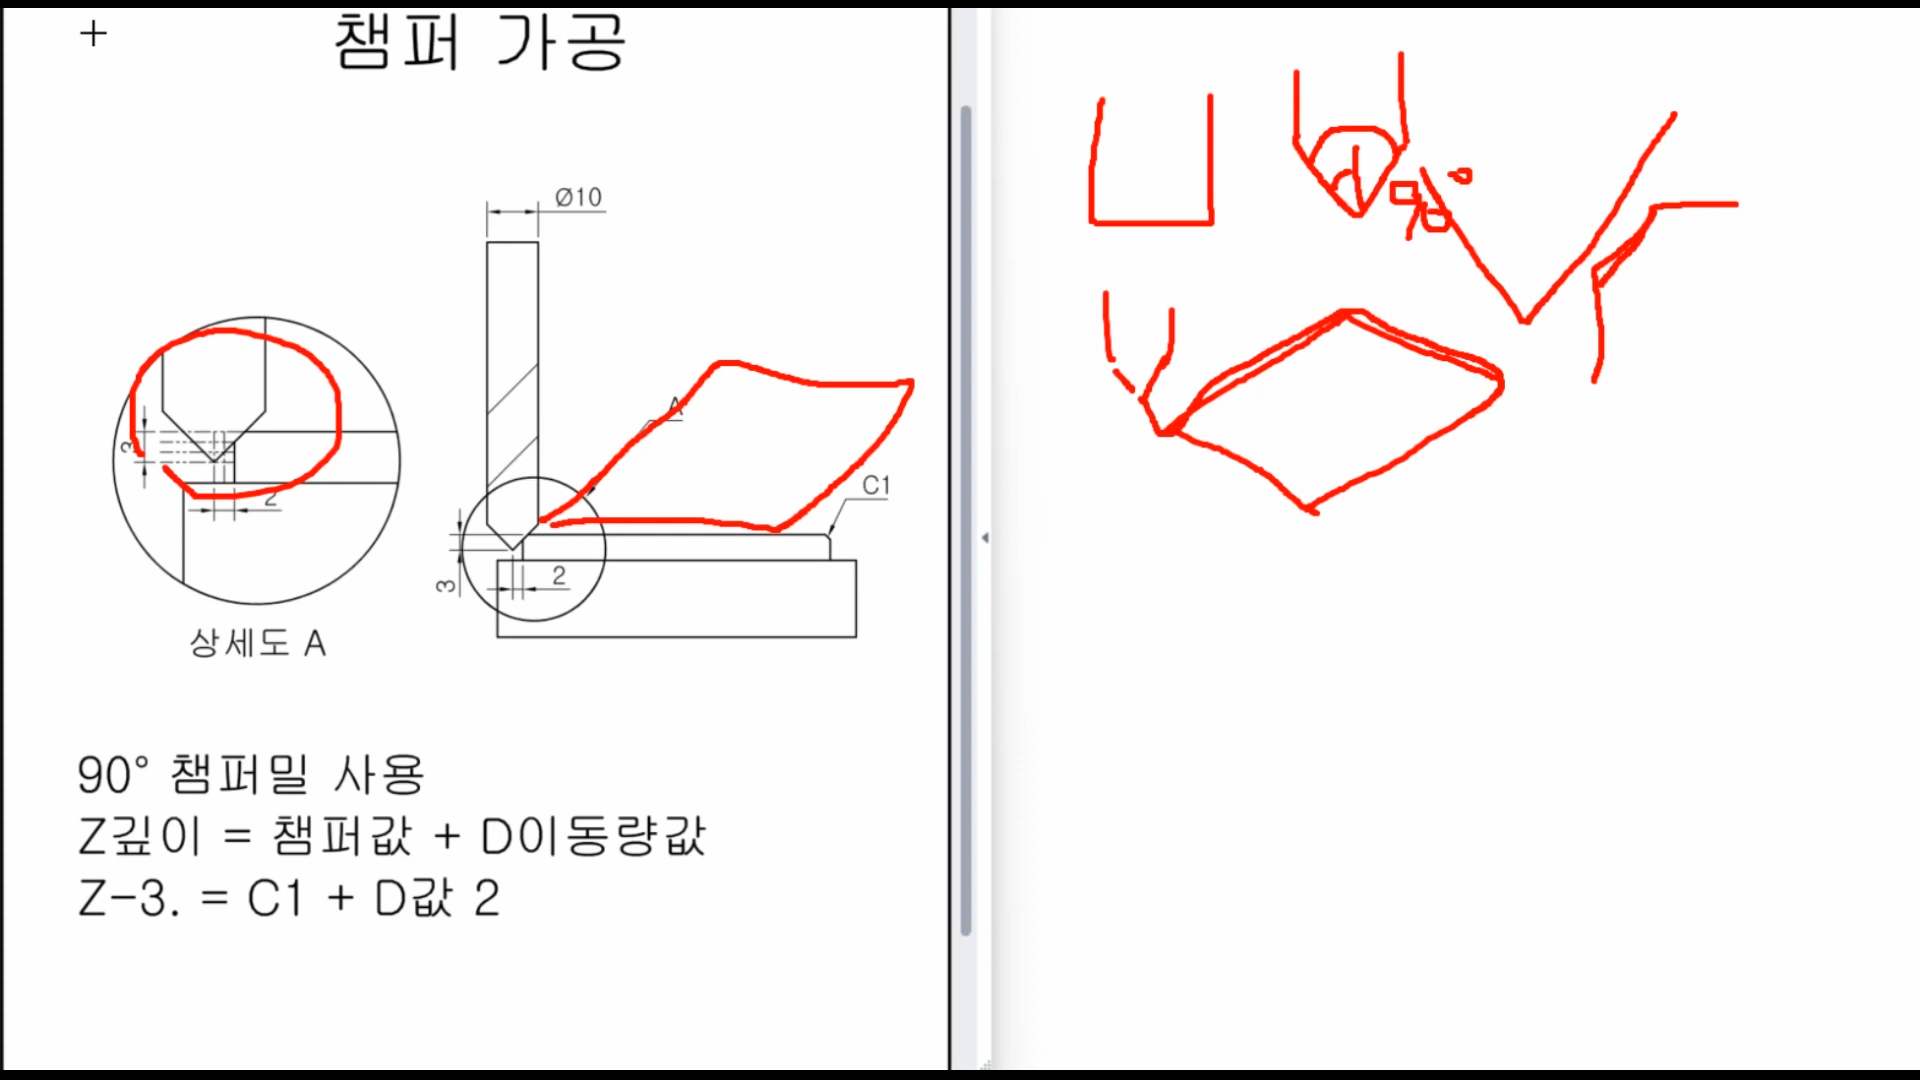 챔퍼 가공
Ø10
A
C1
3
2
3
2
상세도 A
90° 챔퍼밀 사용
Z깊이 = 챔퍼값 + D이동량값
Z-3. = C1 + D값 2